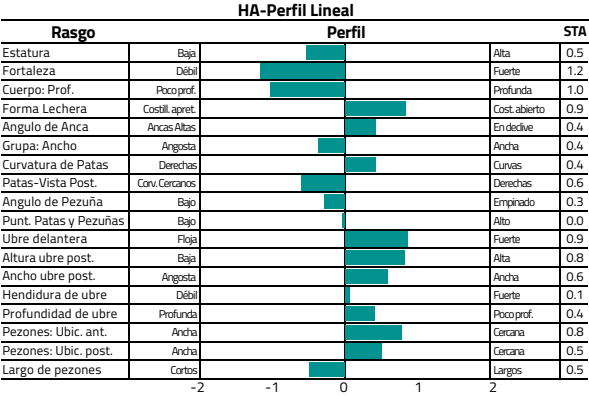 HA-Perfil Lineal
Rasgo Perfil STA
Estatura Baja Alta 0.5
Fortaleza Débil Fuerte 1.2
Cuerpo: Prof. Poco prof. Profunda 1.0
Forma Lechera Costill. apret. Cost. abierto 0.9
Angulo de Anca Ancas Altas En declive 0.4
Grupa: Ancho Angosta Ancha 0.4
Curvatura de Patas Derechas Curvas 0.4
Patas-Vista Post. Corv. Cercanos Derechas 0.6
Angulo de Pezuña Bajo Empinado 0.3
Punt. Patas y Pezuñas Bajo Alto 0.0
Ubre delantera Floja Fuerte 0.9
Altura ubre post. Baja Alta 0.8
Ancho ubre post. Angosta Ancha 0.6
Hendidura de ubre Débil Fuerte 0.1
Profundidad de ubre Profunda Poco prof. 0.4
Pezones: Ubic. ant. Ancha Cercana 0.8
Pezones: Ubic. post. Ancha Cercana 0.5
Largo de pezones Cortos Largos 0.5
-2 -1 0 1 2